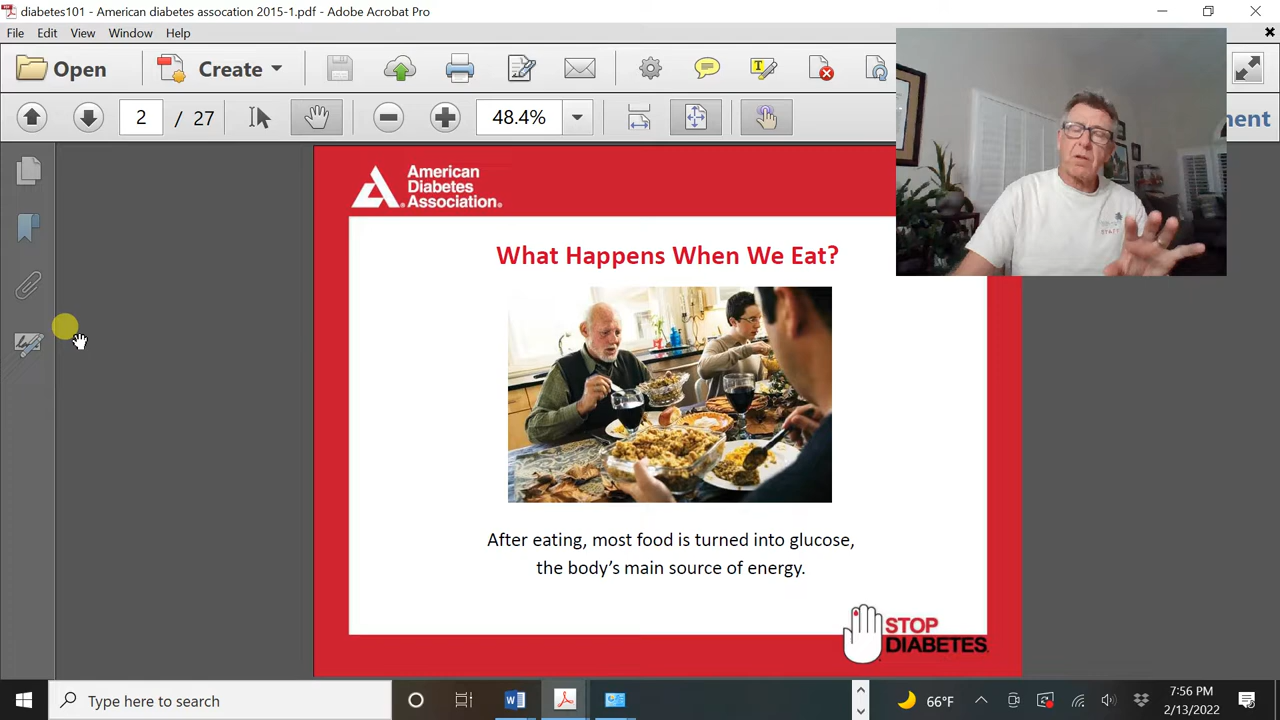 diabetes101 - American diabetes assocation 2015-1.pdf - Adobe Acrobat Pro
File Edit View Window Help
Open Create
2 / 27 48.4% ment
American
Diabetes
Association.
What Happens When We Eat?
After eating, most food is turned into glucose,
the body's main source of energy.
STOP
DIABETES.
Type here to search
66°F
7:56 PM
2/13/2022